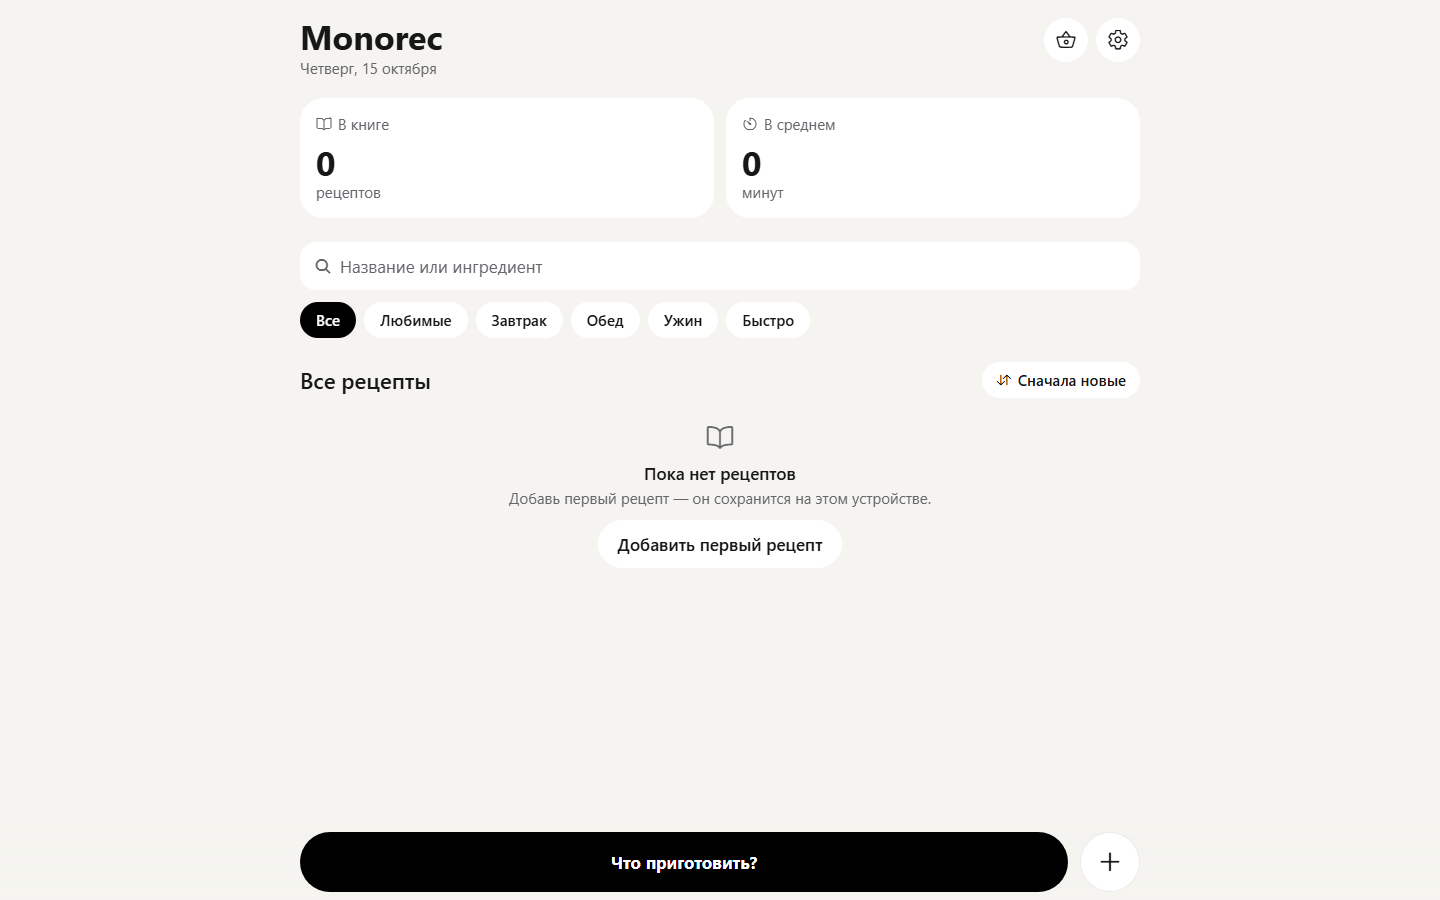 Monorec
Четверг, 15 октября
В книге
0
рецептов
В среднем
0
минут
Название или ингредиент
Все
Любимые
Завтрак
Обед
Ужин
Быстро
Все рецепты
Сначала новые
Пока нет рецептов
Добавь первый рецепт — он сохранится на этом устройстве.
Добавить первый рецепт
Что приготовить?